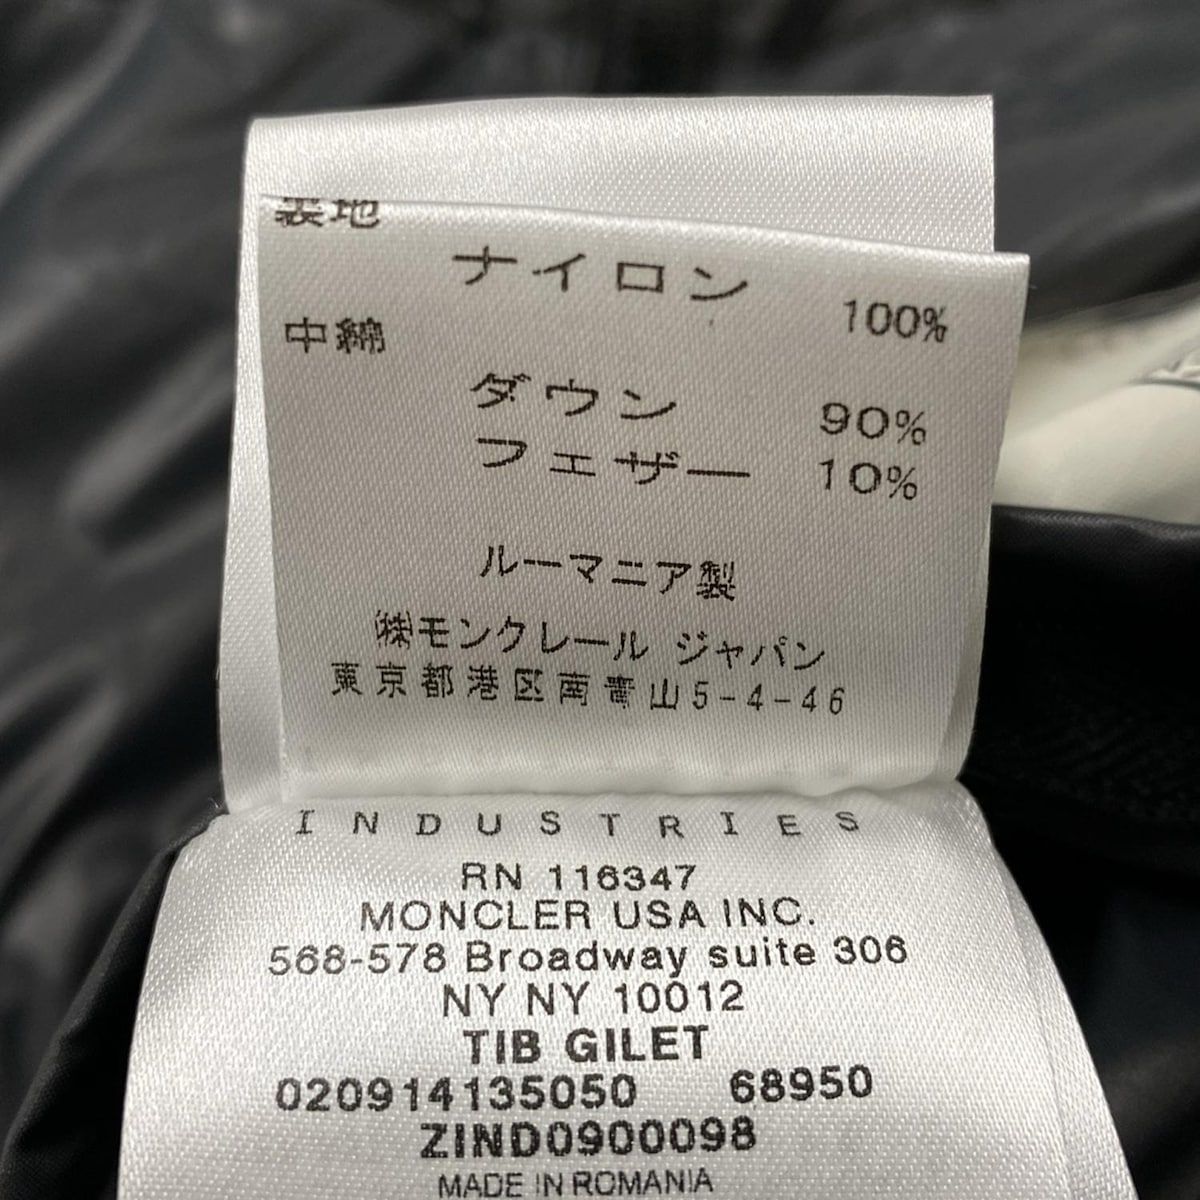 裏地
ナイロン 100%
中綿
ダウン 90%
フェザー 10%
ルーマニア製
㈱モンクレール ジャパン
東京都港区南青山5-4-46
INDUSTRIES
RN 116347
MONCLER USA INC.
568-578 Broadway suite 306
NY NY 10012
TIB GILET
020914135050 68950
ZIND0900098
MADE IN ROMANIA